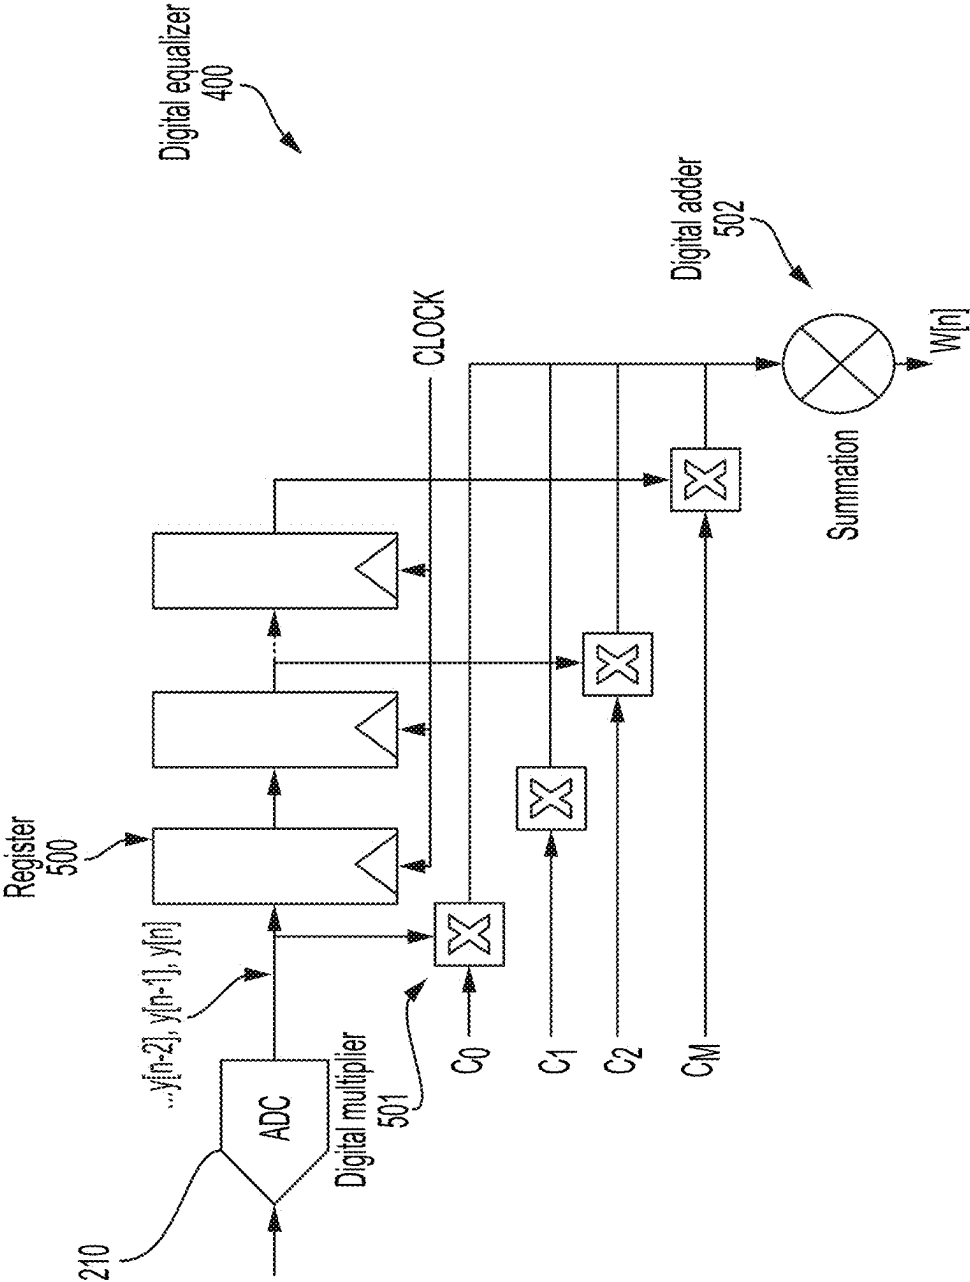 Digital equalizer
400
Digital adder
502
CLOCK
W[n]
Summation
Register
500
...y[n-2], y[n-1], y[n]
ADC
210
Digital multiplier
501
C0
C1
C2
CM
X
X
X
X